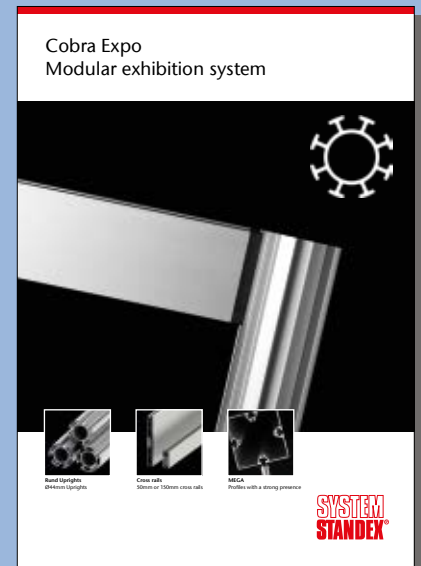 Cobra Expo
Modular exhibition system
Rund Uprights
Ø44mm Uprights
Cross rails
50mm or 150mm cross rails
MEGA
Profiles with a strong presence
SYSTEM
STANDEX®